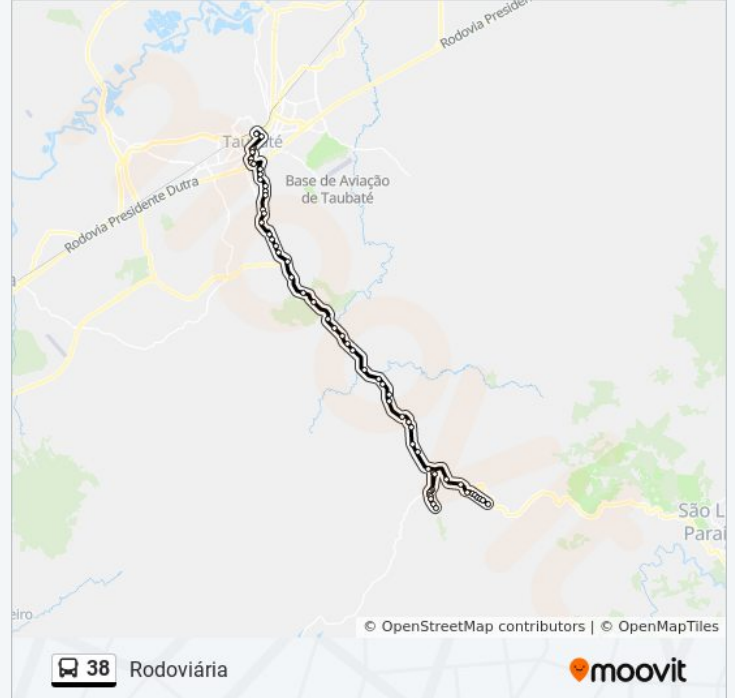 Rodovia Presiden
Taubaté
Base de Aviação
de Taubaté
Rodovia Presidente Dutra
São L
Parai
eiro
© OpenStreetMap contributors | © OpenMapTiles
38 Rodoviária
moovit